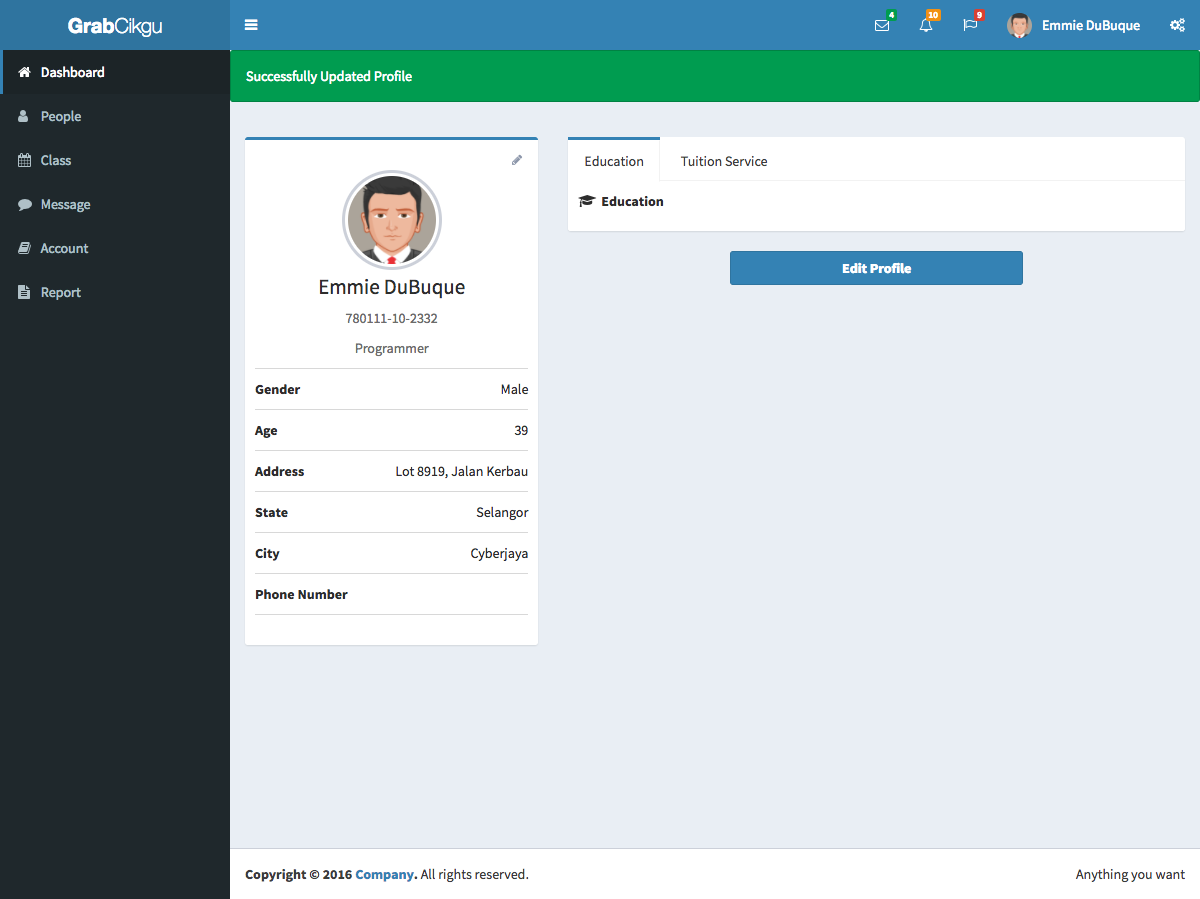 GrabCikgu
4
10
9
Emmie DuBuque
Dashboard
People
Class
Message
Account
Report
Successfully Updated Profile
Emmie DuBuque
780111-10-2332
Programmer
Gender Male
Age 39
Address Lot 8919, Jalan Kerbau
State Selangor
City Cyberjaya
Phone Number
Education Tuition Service
Education
Edit Profile
Copyright © 2016 Company. All rights reserved.
Anything you want